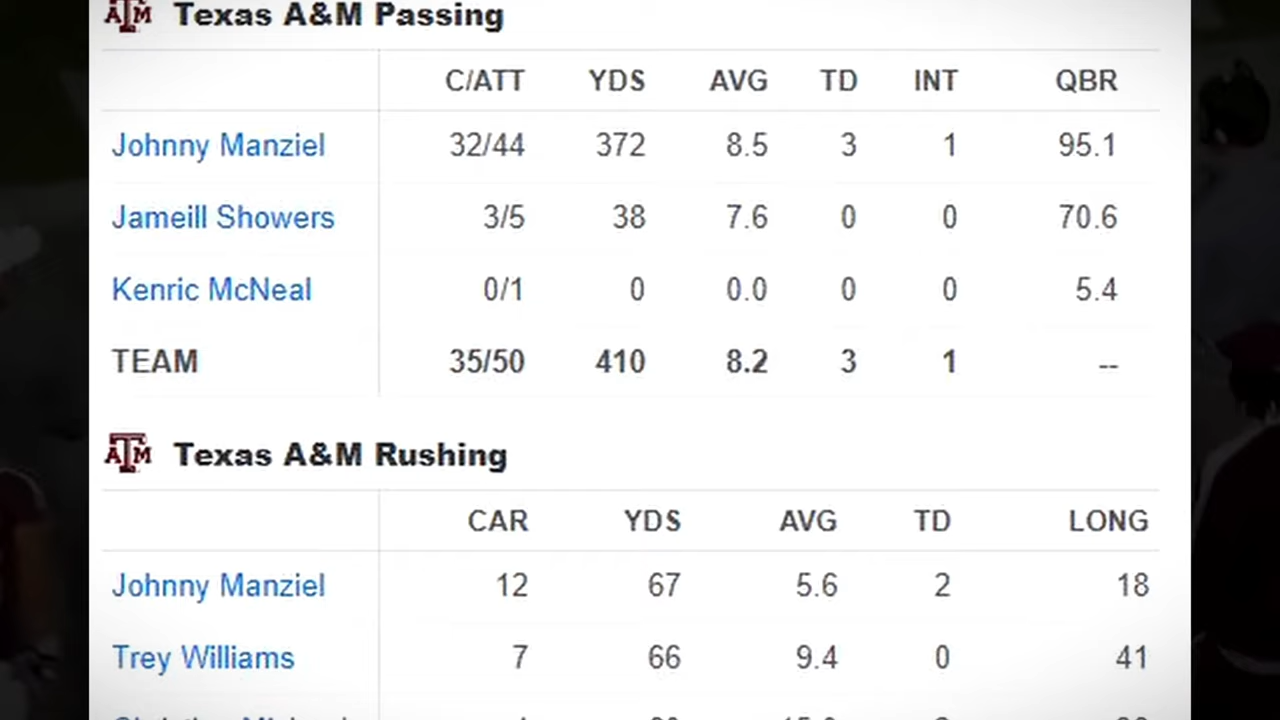 ATM Texas A&M Passing
C/ATT YDS AVG TD INT QBR
Johnny Manziel 32/44 372 8.5 3 1 95.1
Jameill Showers 3/5 38 7.6 0 0 70.6
Kenric McNeal 0/1 0 0.0 0 0 5.4
TEAM 35/50 410 8.2 3 1 --
ATM Texas A&M Rushing
CAR YDS AVG TD LONG
Johnny Manziel 12 67 5.6 2 18
Trey Williams 7 66 9.4 0 41